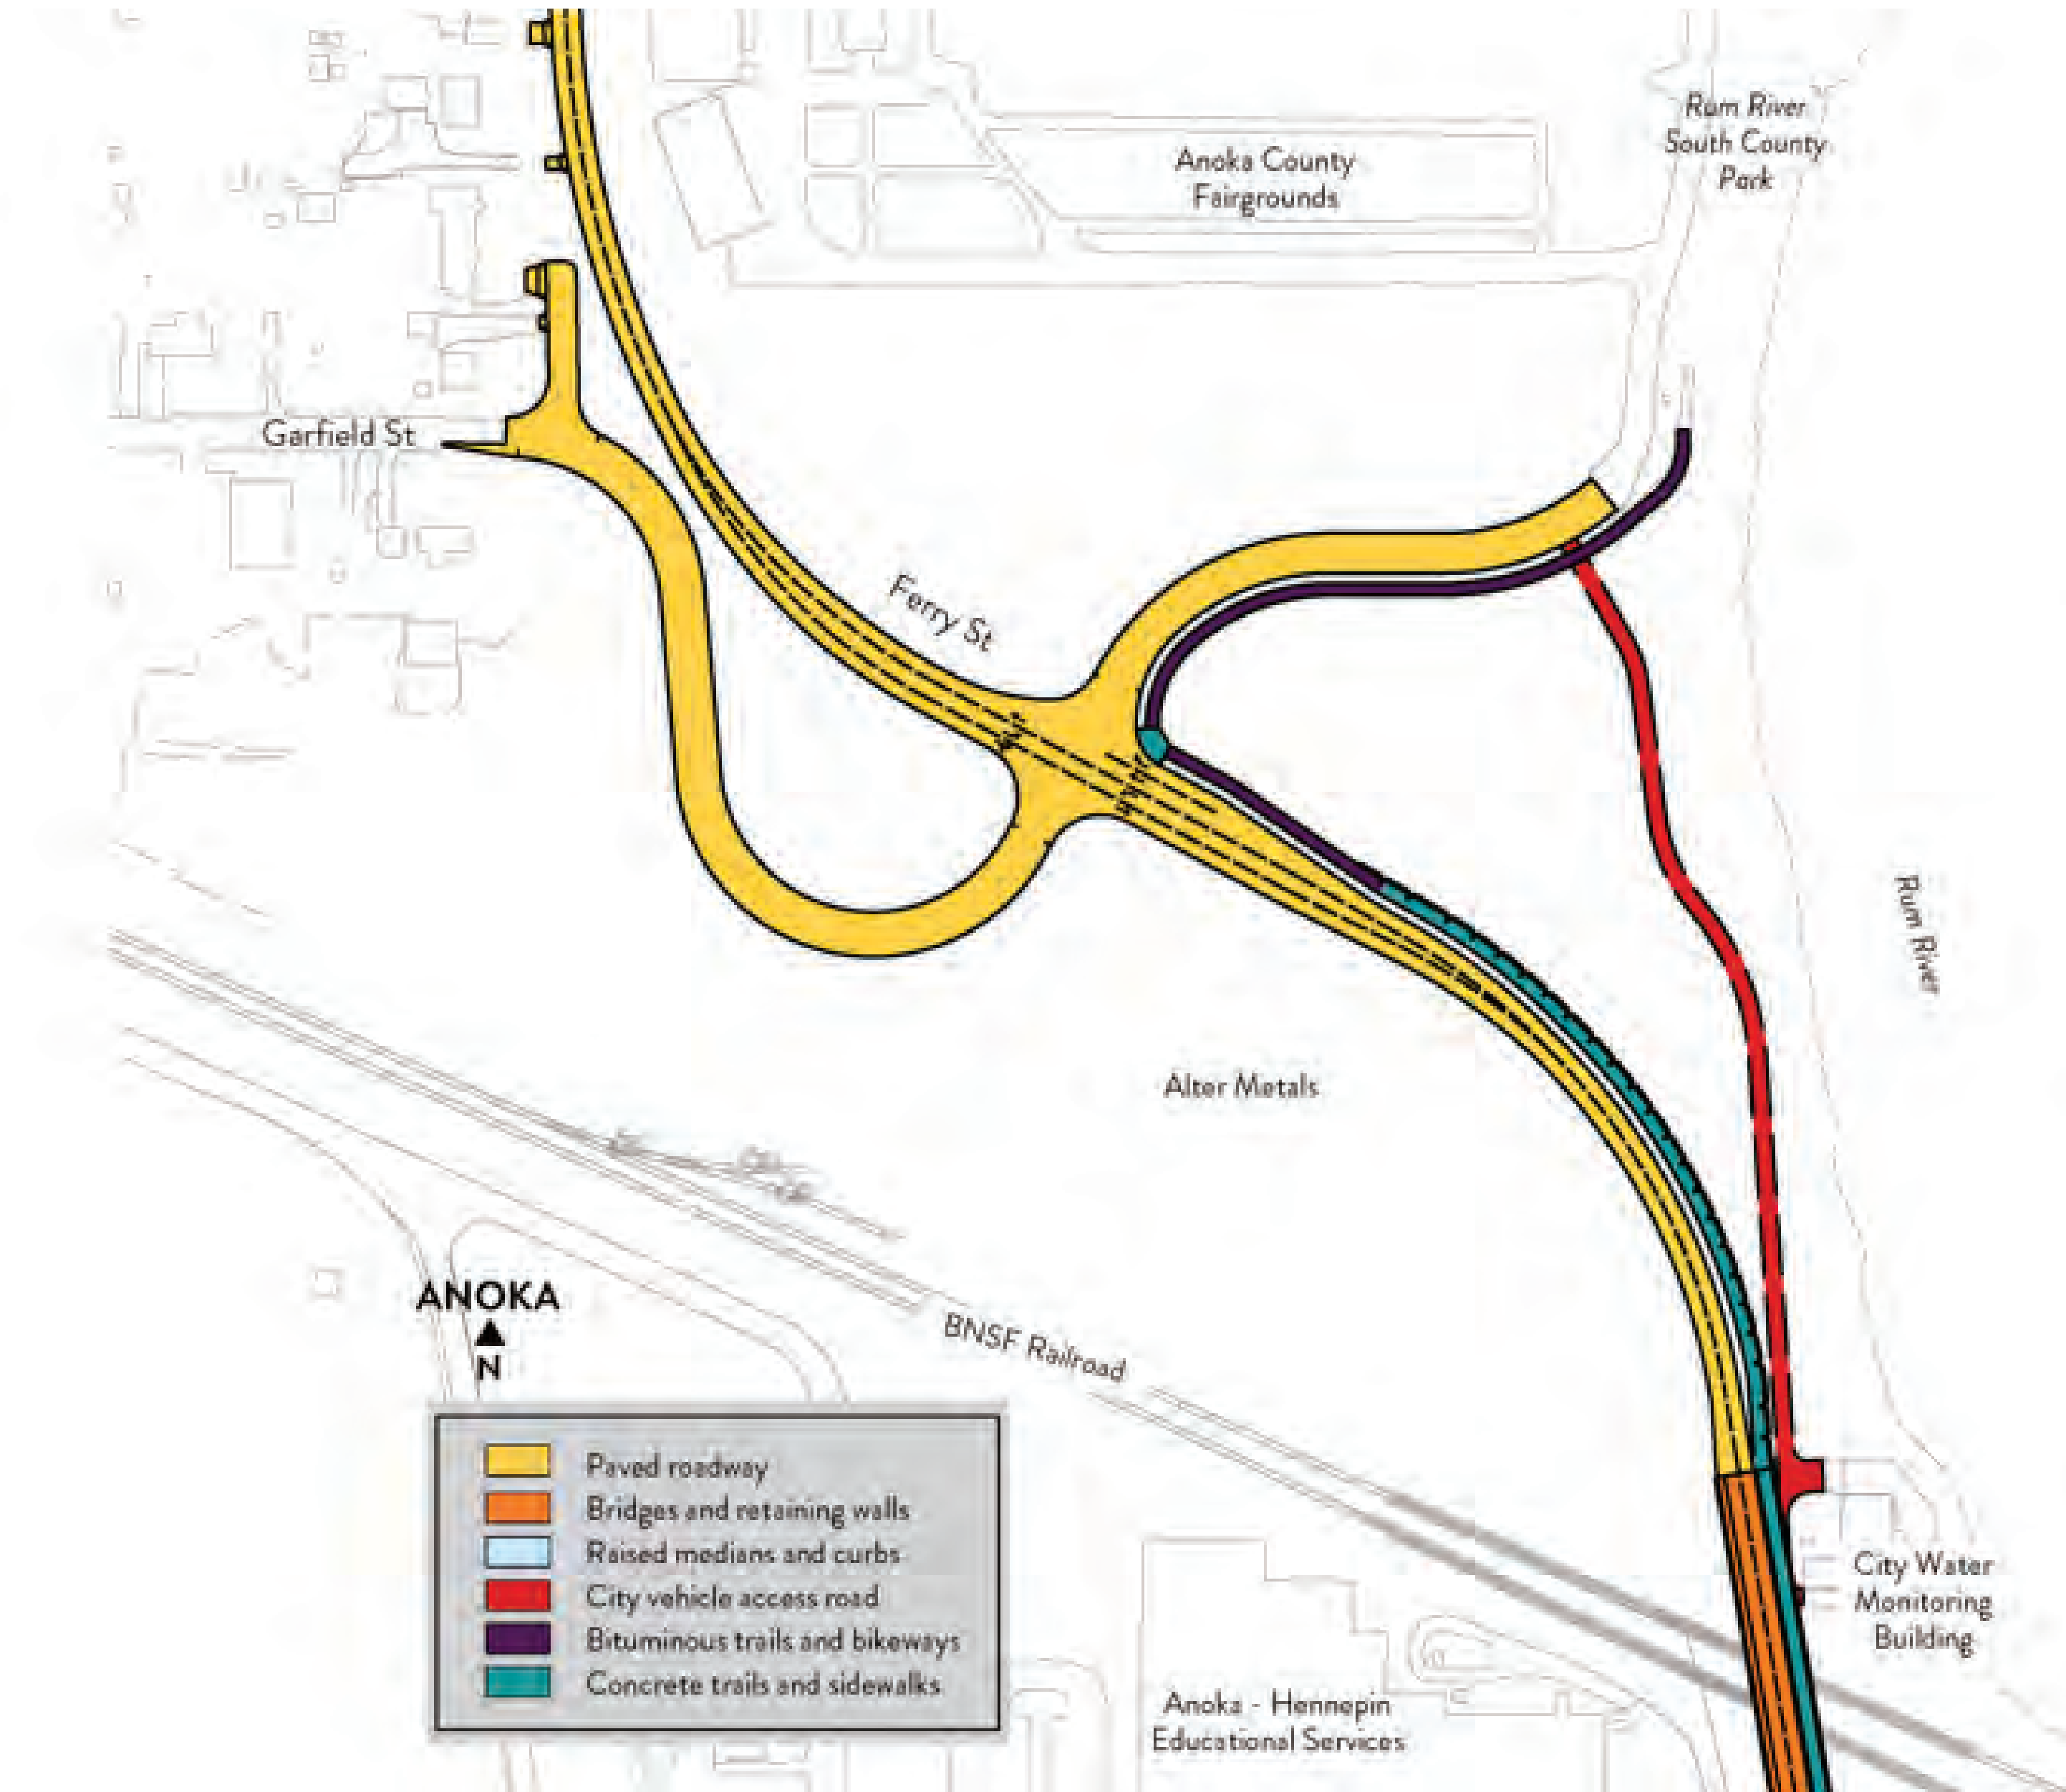 Rum River
South County
Park
Anoka County
Fairgrounds
Garfield St
Ferry St
Rum River
Alter Metals
ANOKA
N
BNSF Railroad
Paved roadway
Bridges and retaining walls
Raised medians and curbs
City vehicle access road
Bituminous trails and bikeways
Concrete trails and sidewalks
City Water
Monitoring
Building
Anoka - Hennepin
Educational Services